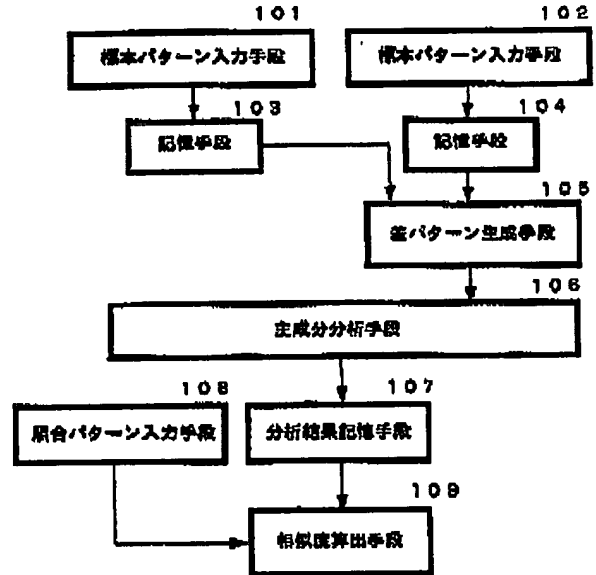 101
102
標本パターン入力手段
標本パターン入力手段
103
104
記憶手段
記憶手段
105
差パターン生成手段
106
主成分分析手段
108
107
照合パターン入力手段
分析結果記憶手段
109
相似度算出手段